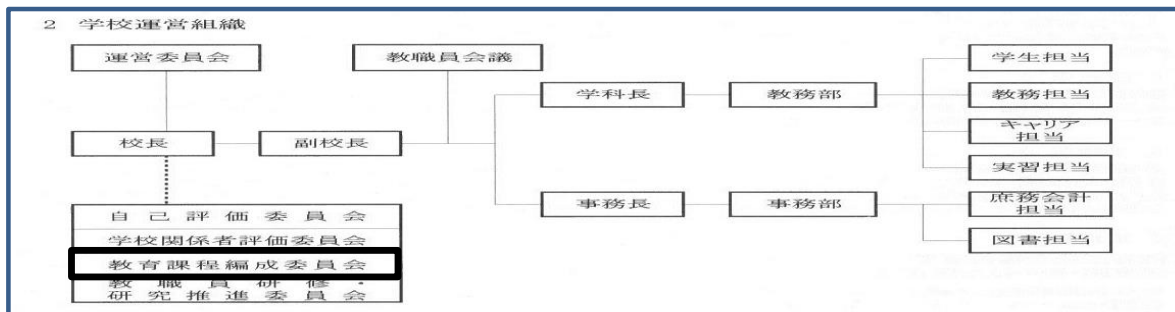 2 学校運営組織
運営委員会
教職員会議
学生担当
学科長
教務部
教務担当
キャリア
担当
校長
副校長
実習担当
事務長
事務部
庶務会計
担当
図書担当
自己評価委員会
学校関係者評価委員会
教育課程編成委員会
教職員研修・
研究推進委員会